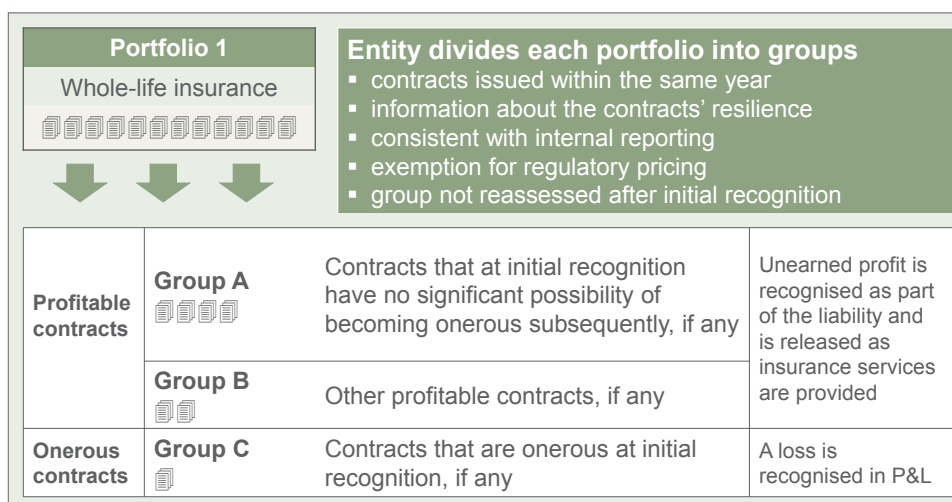 Portfolio 1
Whole-life insurance
Entity divides each portfolio into groups
▪ contracts issued within the same year
▪ information about the contracts’ resilience
▪ consistent with internal reporting
▪ exemption for regulatory pricing
▪ group not reassessed after initial recognition
Profitable
contracts
Group A
Contracts that at initial recognition
have no significant possibility of
becoming onerous subsequently, if any
Unearned profit is
recognised as part
of the liability and
is released as
insurance services
are provided
Group B
Other profitable contracts, if any
Onerous
contracts
Group C
Contracts that are onerous at initial
recognition, if any
A loss is
recognised in P&L